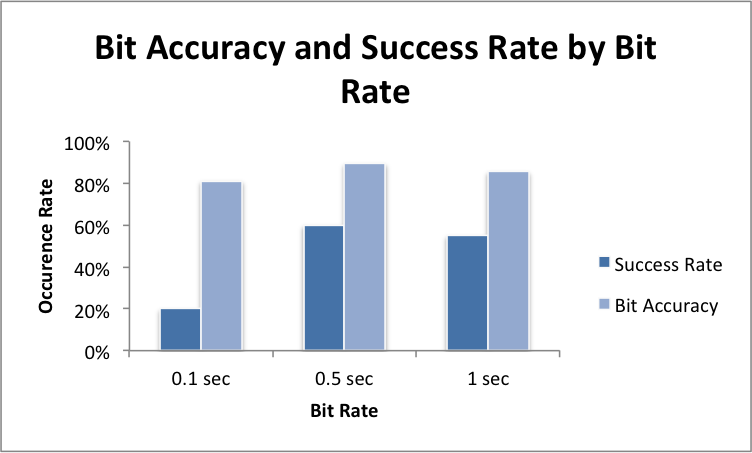 Bit Accuracy and Success Rate by Bit
Rate
100%
80%
60%
40%
20%
0%
Occurence Rate
0.1 sec
0.5 sec
1 sec
Bit Rate
Success Rate
Bit Accuracy